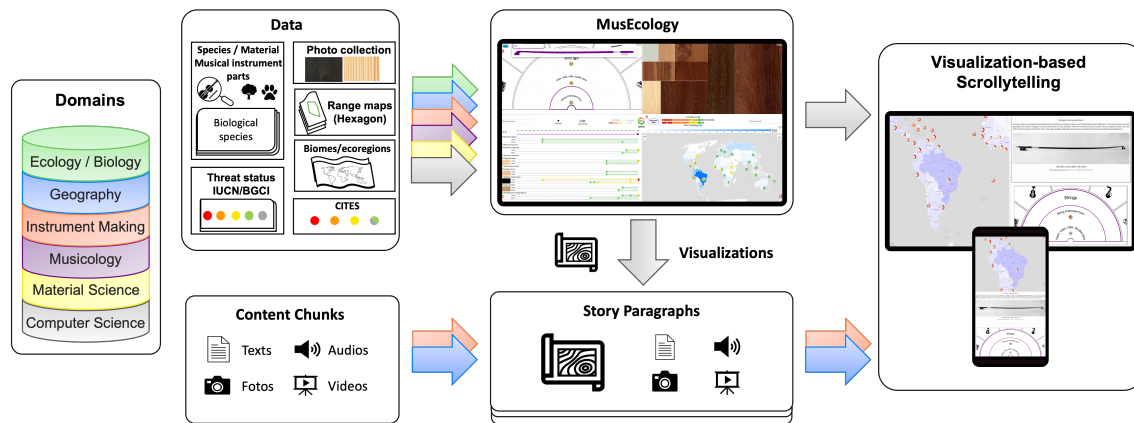 Domains
Ecology / Biology
Geography
Instrument Making
Musicology
Material Science
Computer Science
Data
Species / Material
Musical instrument
parts
Biological
species
Threat status
IUCN/BGCI
Photo collection
Range maps
(Hexagon)
Biomes/ecoregions
CITES
MusEcology
Visualizations
Content Chunks
Texts
Audios
Fotos
Videos
Story Paragraphs
Visualization-based
Scrollytelling
Strings